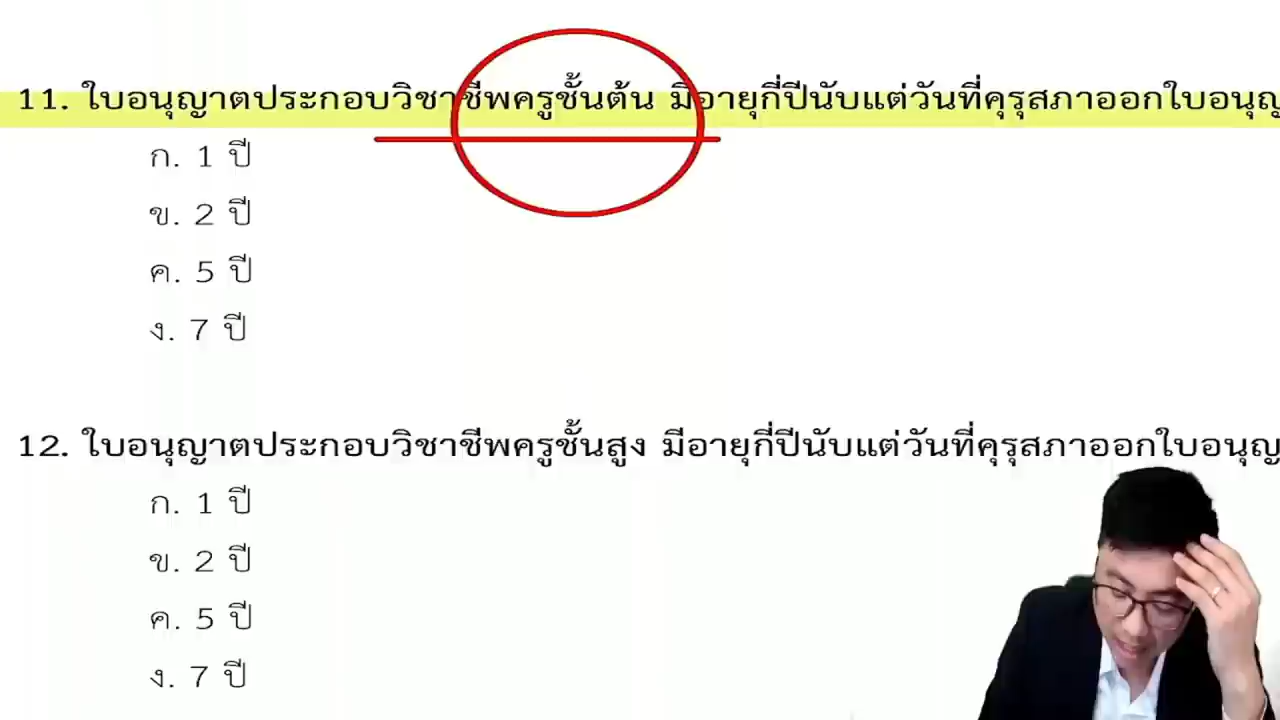 11. ใบอนุญาตประกอบวิชาชีพครูชั้นต้น มีอายุกี่ปีนับแต่วันที่คุรุสภาออกใบอนุญ
ก. 1 ปี
ข. 2 ปี
ค. 5 ปี
ง. 7 ปี
12. ใบอนุญาตประกอบวิชาชีพครูชั้นสูง มีอายุกี่ปีนับแต่วันที่คุรุสภาออกใบอนุญ
ก. 1 ปี
ข. 2 ปี
ค. 5 ปี
ง. 7 ปี